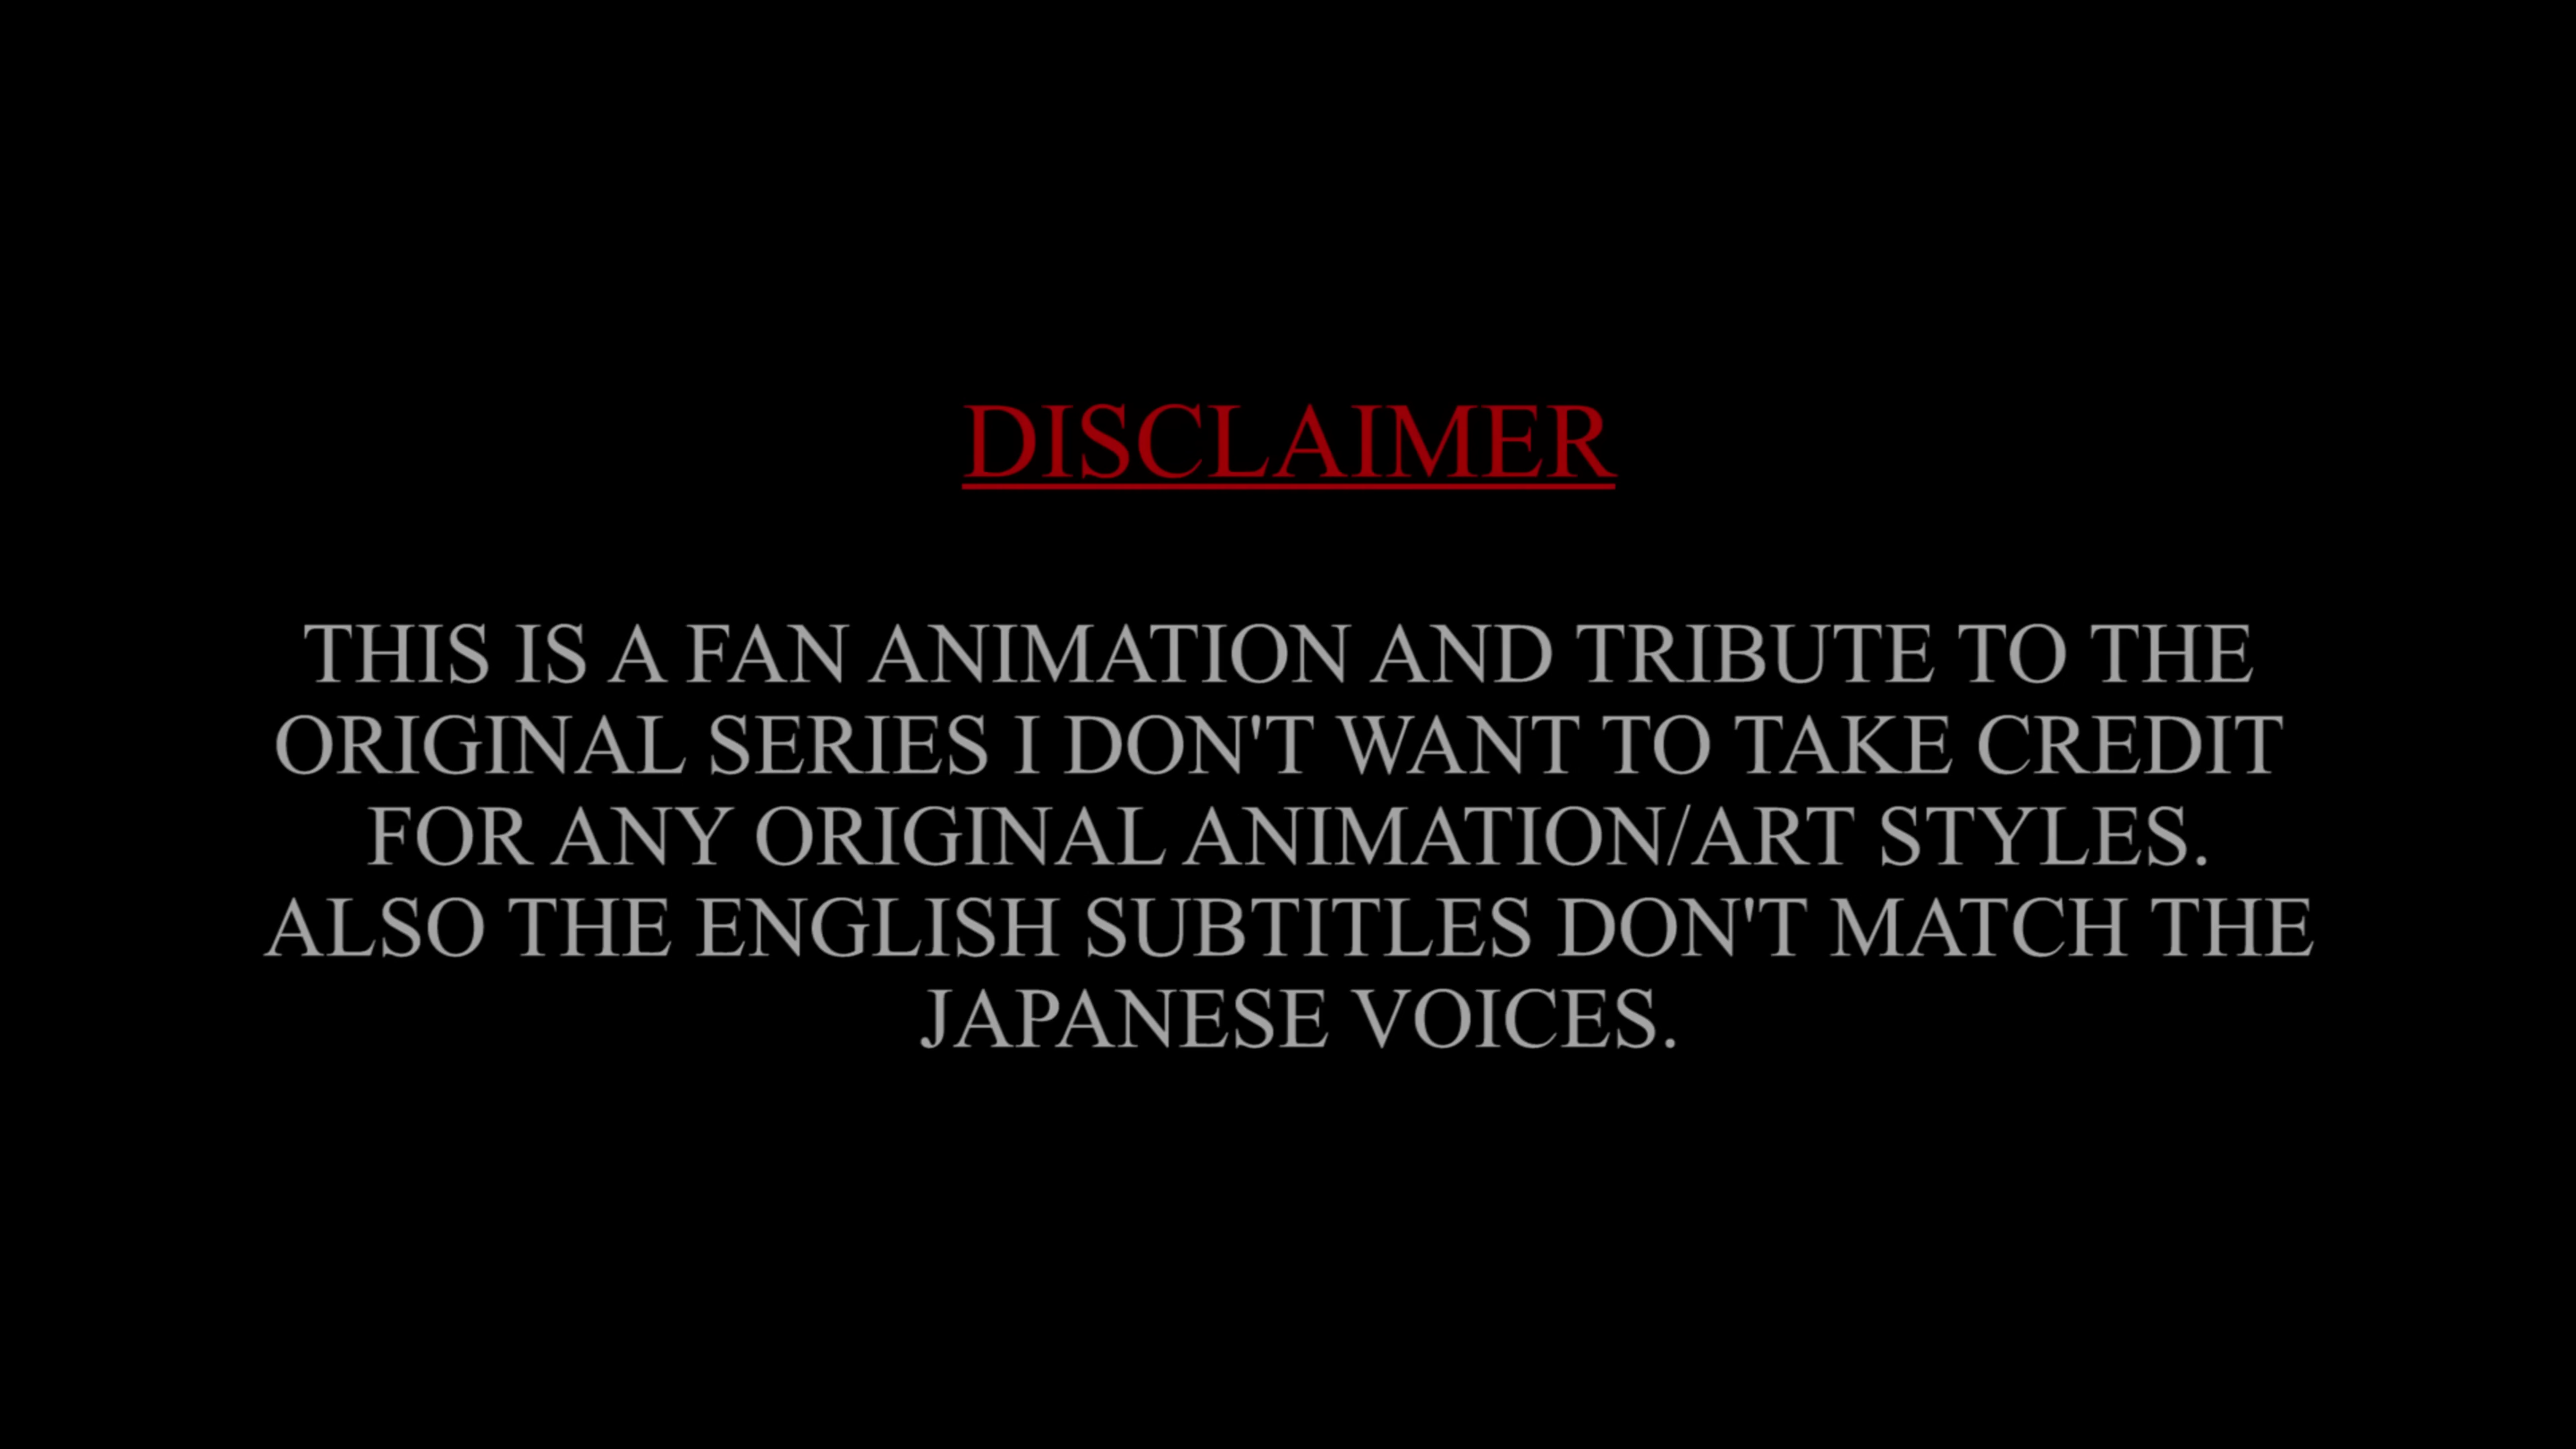 DISCLAIMER
THIS IS A FAN ANIMATION AND TRIBUTE TO THE
ORIGINAL SERIES I DON'T WANT TO TAKE CREDIT
FOR ANY ORIGINAL ANIMATION/ART STYLES.
ALSO THE ENGLISH SUBTITLES DON'T MATCH THE
JAPANESE VOICES.